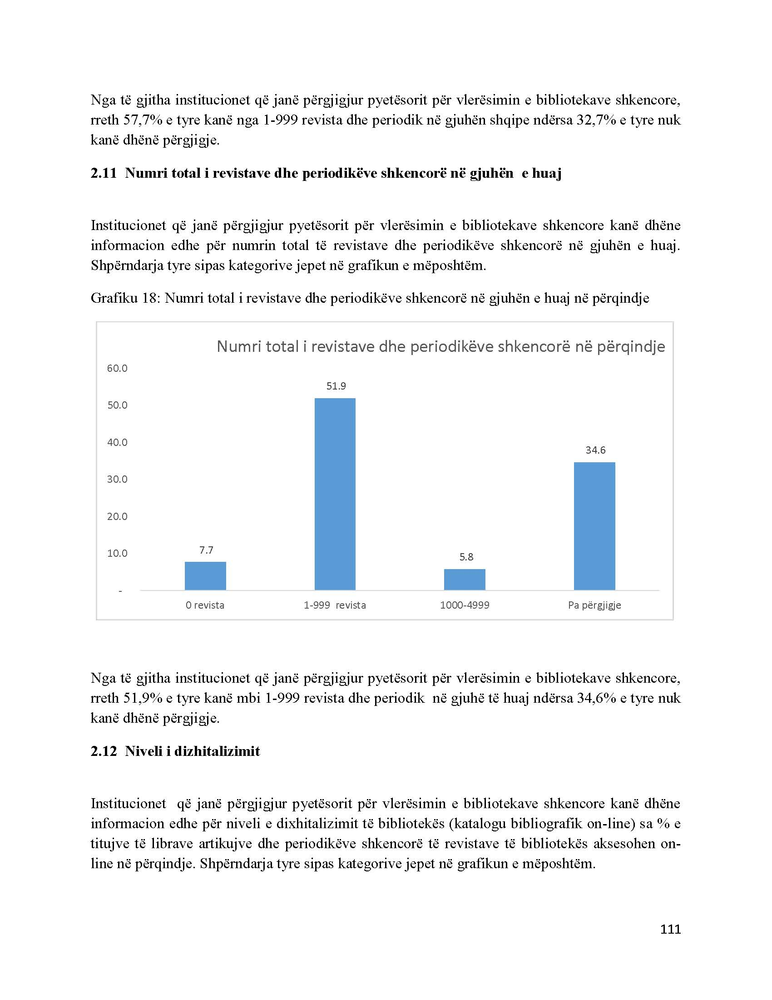 Nga të gjitha institucionet që janë përgjigjur pyetësorit për vlerësimin e bibliotekave shkencore,
rreth 57,7% e tyre kanë nga 1-999 revista dhe periodik në gjuhën shqipe ndërsa 32,7% e tyre nuk
kanë dhënë përgjigje.
2.11 Numri total i revistave dhe periodikëve shkencorë në gjuhën e huaj
Institucionet që janë përgjigjur pyetësorit për vlerësimin e bibliotekave shkencore kanë dhëne
informacion edhe për numrin total të revistave dhe periodikëve shkencorë në gjuhën e huaj.
Shpërndarja tyre sipas kategorive jepet në grafikun e mëposhtëm.
Grafiku 18: Numri total i revistave dhe periodikëve shkencorë në gjuhën e huaj në përqindje
Numri total i revistave dhe periodikëve shkencorë në përqindje
60.0
51.9
50.0
40.0
34.6
30.0
20.0
7.7
10.0
5.8
-
0 revista 1-999 revista 1000-4999 Pa përgjigje
Nga të gjitha institucionet që janë përgjigjur pyetësorit për vlerësimin e bibliotekave shkencore,
rreth 51,9% e tyre kanë mbi 1-999 revista dhe periodik në gjuhë të huaj ndërsa 34,6% e tyre nuk
kanë dhënë përgjigje.
2.12 Niveli i dizhitalizimit
Institucionet që janë përgjigjur pyetësorit për vlerësimin e bibliotekave shkencore kanë dhëne
informacion edhe për niveli e dixhitalizimit të bibliotekës (katalogu bibliografik on-line) sa % e
titujve të librave artikujve dhe periodikëve shkencorë të revistave të bibliotekës aksesohen on-
line në përqindje. Shpërndarja tyre sipas kategorive jepet në grafikun e mëposhtëm.
111